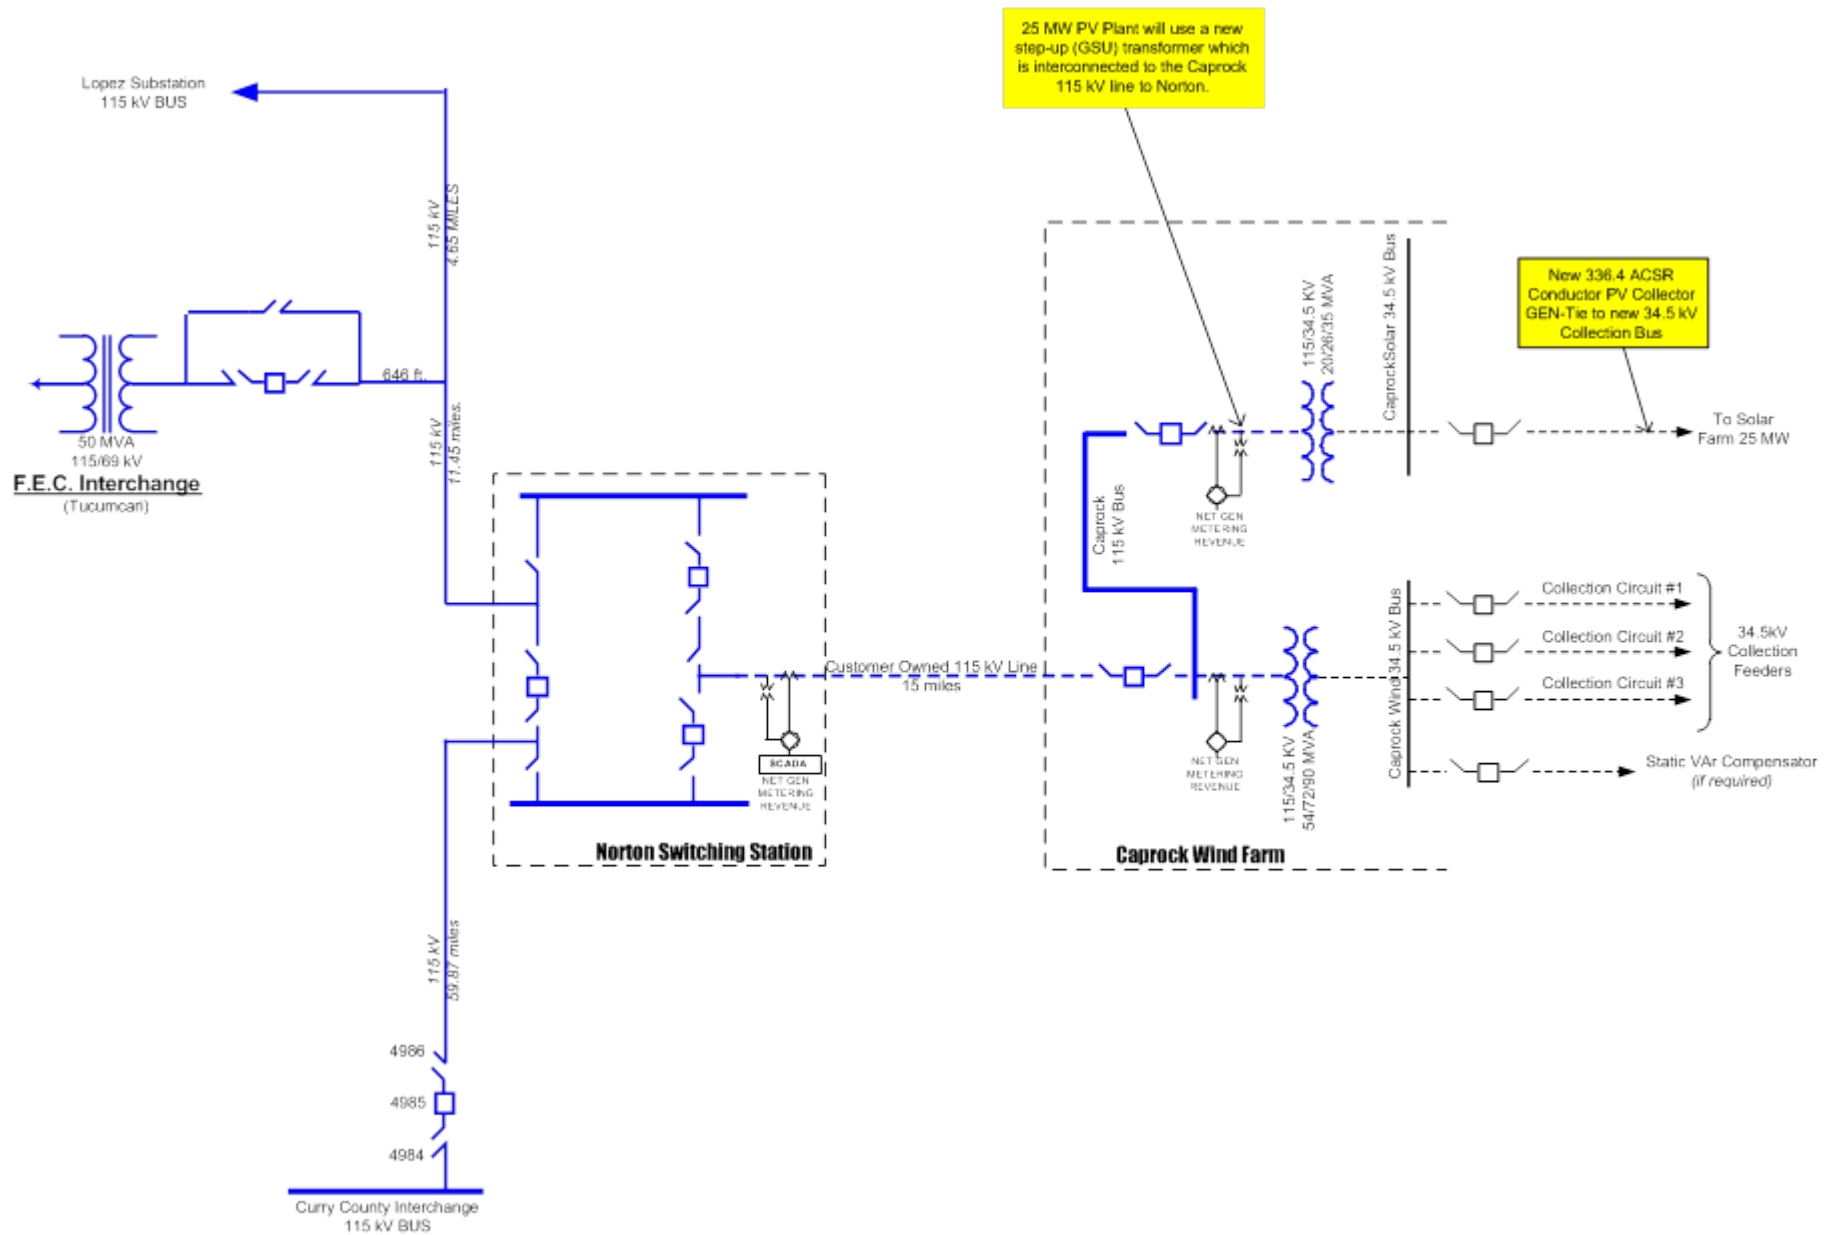 25 MW PV Plant will use a new
step-up (GSU) transformer which
is interconnected to the Caprock
115 kV line to Norton.
Lopez Substation
115 kV BUS
115 kV
4.65 MILES
646 ft.
50 MVA
115/69 kV
F.E.C. Interchange
(Tucumcari)
115 kV
11.45 miles.
Norton Switching Station
SCADA
NET GEN
METERING
REVENUE
Customer Owned 115 kV Line
15 miles
Caprock
115 kV Bus
NET GEN
METERING
REVENUE
115/34.5 KV
20/26/35 MVA
CaprockSolar 34.5 kV Bus
New 336.4 ACSR
Conductor PV Collector
GEN-Tie to new 34.5 kV
Collection Bus
To Solar
Farm 25 MW
NET GEN
METERING
REVENUE
115/34.5 KV
54/72/90 MVA
Caprock Wind 34.5 kV Bus
Collection Circuit #1
Collection Circuit #2
Collection Circuit #3
34.5kV
Collection
Feeders
Static VAr Compensator
(if required)
Caprock Wind Farm
115 kV
59.87 miles
4986
4985
4984
Curry County Interchange
115 kV BUS